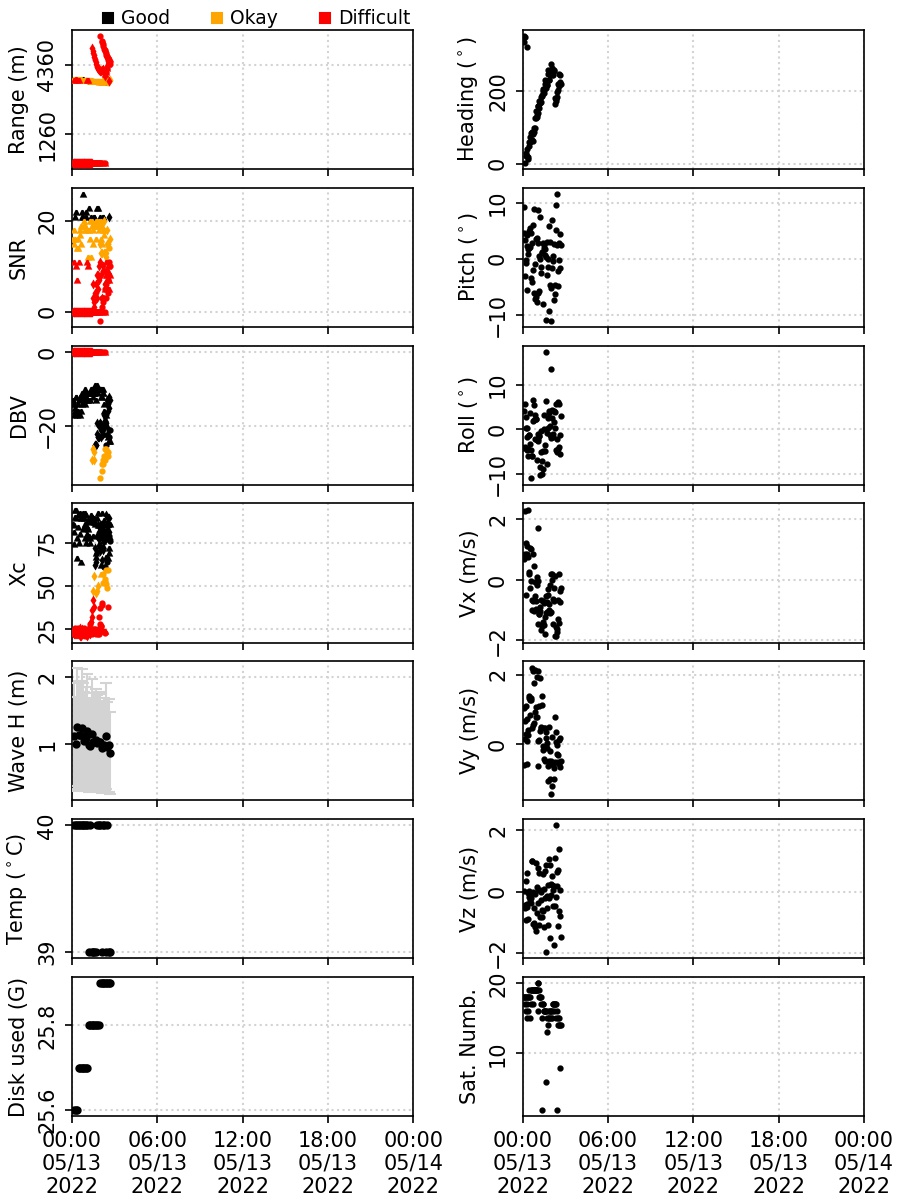 Good Okay Difficult
Range (m)
4360
1260
Heading (°)
200
0
SNR
20
0
Pitch (°)
10
0
−10
DBV
0
−20
Roll (°)
10
0
−10
Xc
75
50
25
Vx (m/s)
2
0
−2
Wave H (m)
2
1
Vy (m/s)
2
0
Temp (°C)
40
39
Vz (m/s)
2
0
−2
Disk used (G)
25.8
25.6
Sat. Numb.
20
10
00:00 06:00 12:00 18:00 00:00
05/13 05/13 05/13 05/13 05/14
2022 2022 2022 2022 2022
00:00 06:00 12:00 18:00 00:00
05/13 05/13 05/13 05/13 05/14
2022 2022 2022 2022 2022